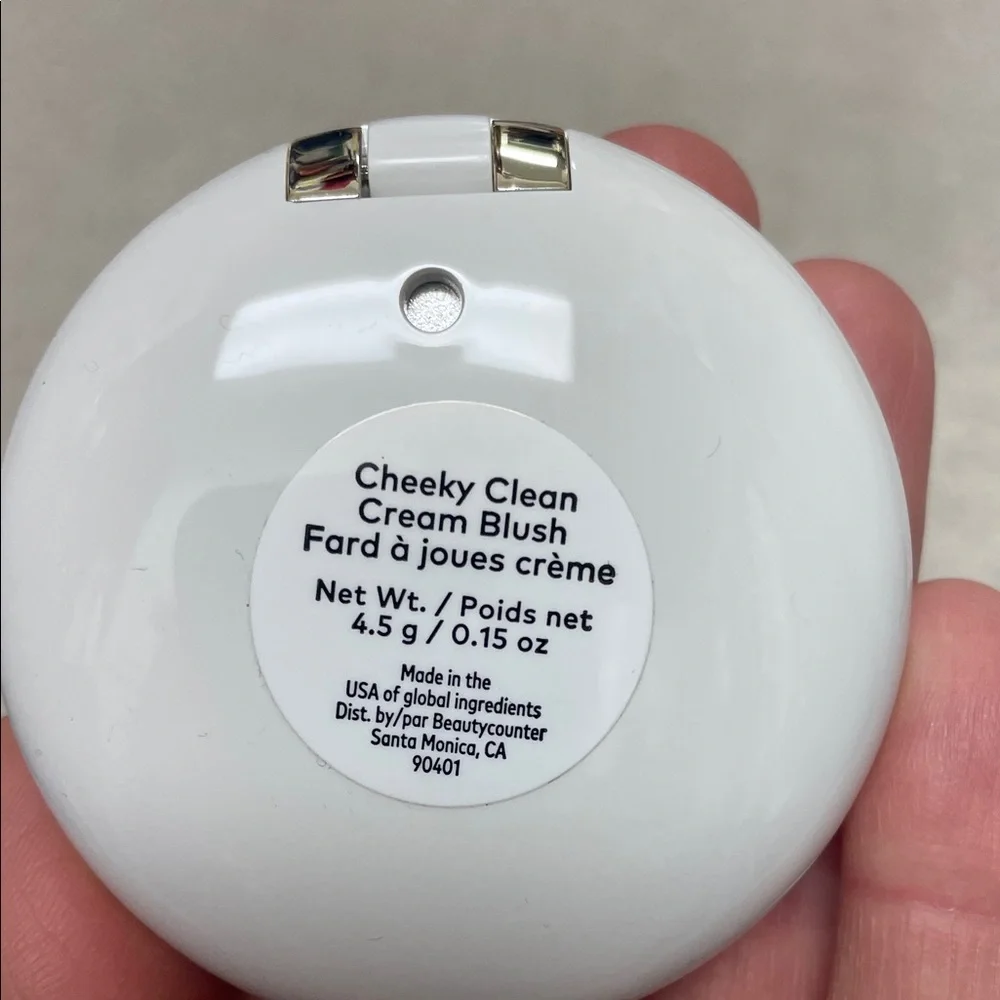 Cheeky Clean
Cream Blush
Fard à joues crème
Net Wt. / Poids net
4.5 g / 0.15 oz
Made in the
USA of global ingredients
Dist. by/par Beautycounter
Santa Monica, CA
90401